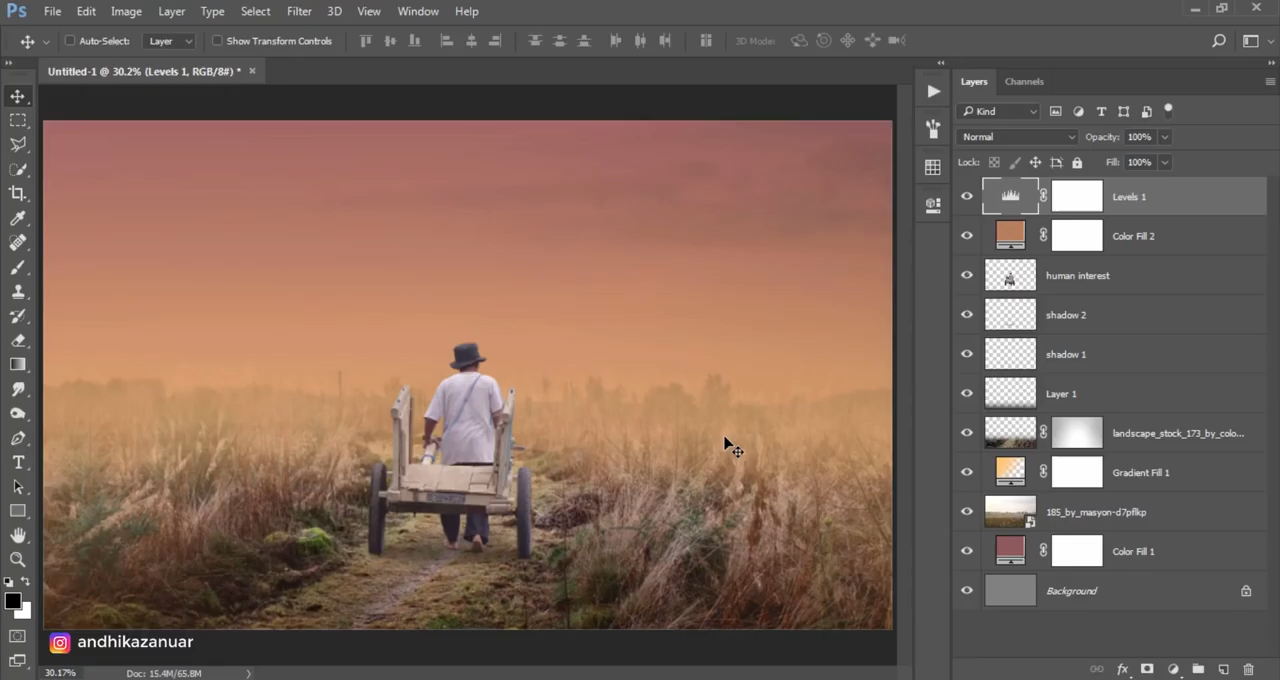 Ps File Edit Image Layer Type Select Filter 3D View Window Help
Auto-Select: Layer Show Transform Controls 3D Mode:
Untitled-1 @ 30.2% (Levels 1, RGB/8#) *
Layers Channels
Kind
Normal Opacity: 100%
Lock: Fill: 100%
Levels 1
Color Fill 2
human interest
shadow 2
shadow 1
Layer 1
landscape_stock_173_by_colo...
Gradient Fill 1
185_by_masyon-d7pflkp
Color Fill 1
Background
andhikazanuar
30.17% Doc: 15.4M/65.8M